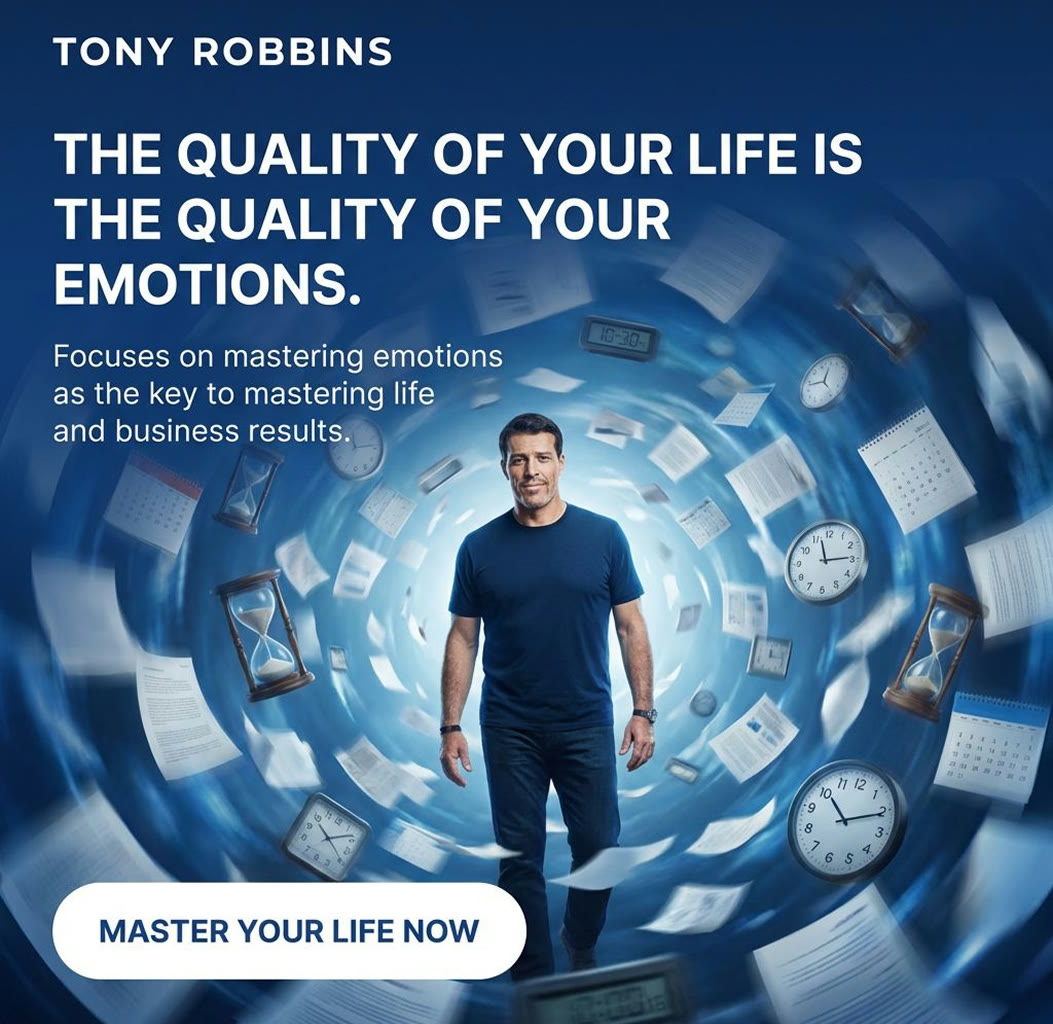 TONY ROBBINS
THE QUALITY OF YOUR LIFE IS
THE QUALITY OF YOUR
EMOTIONS.
Focuses on mastering emotions
as the key to mastering life
and business results.
MASTER YOUR LIFE NOW